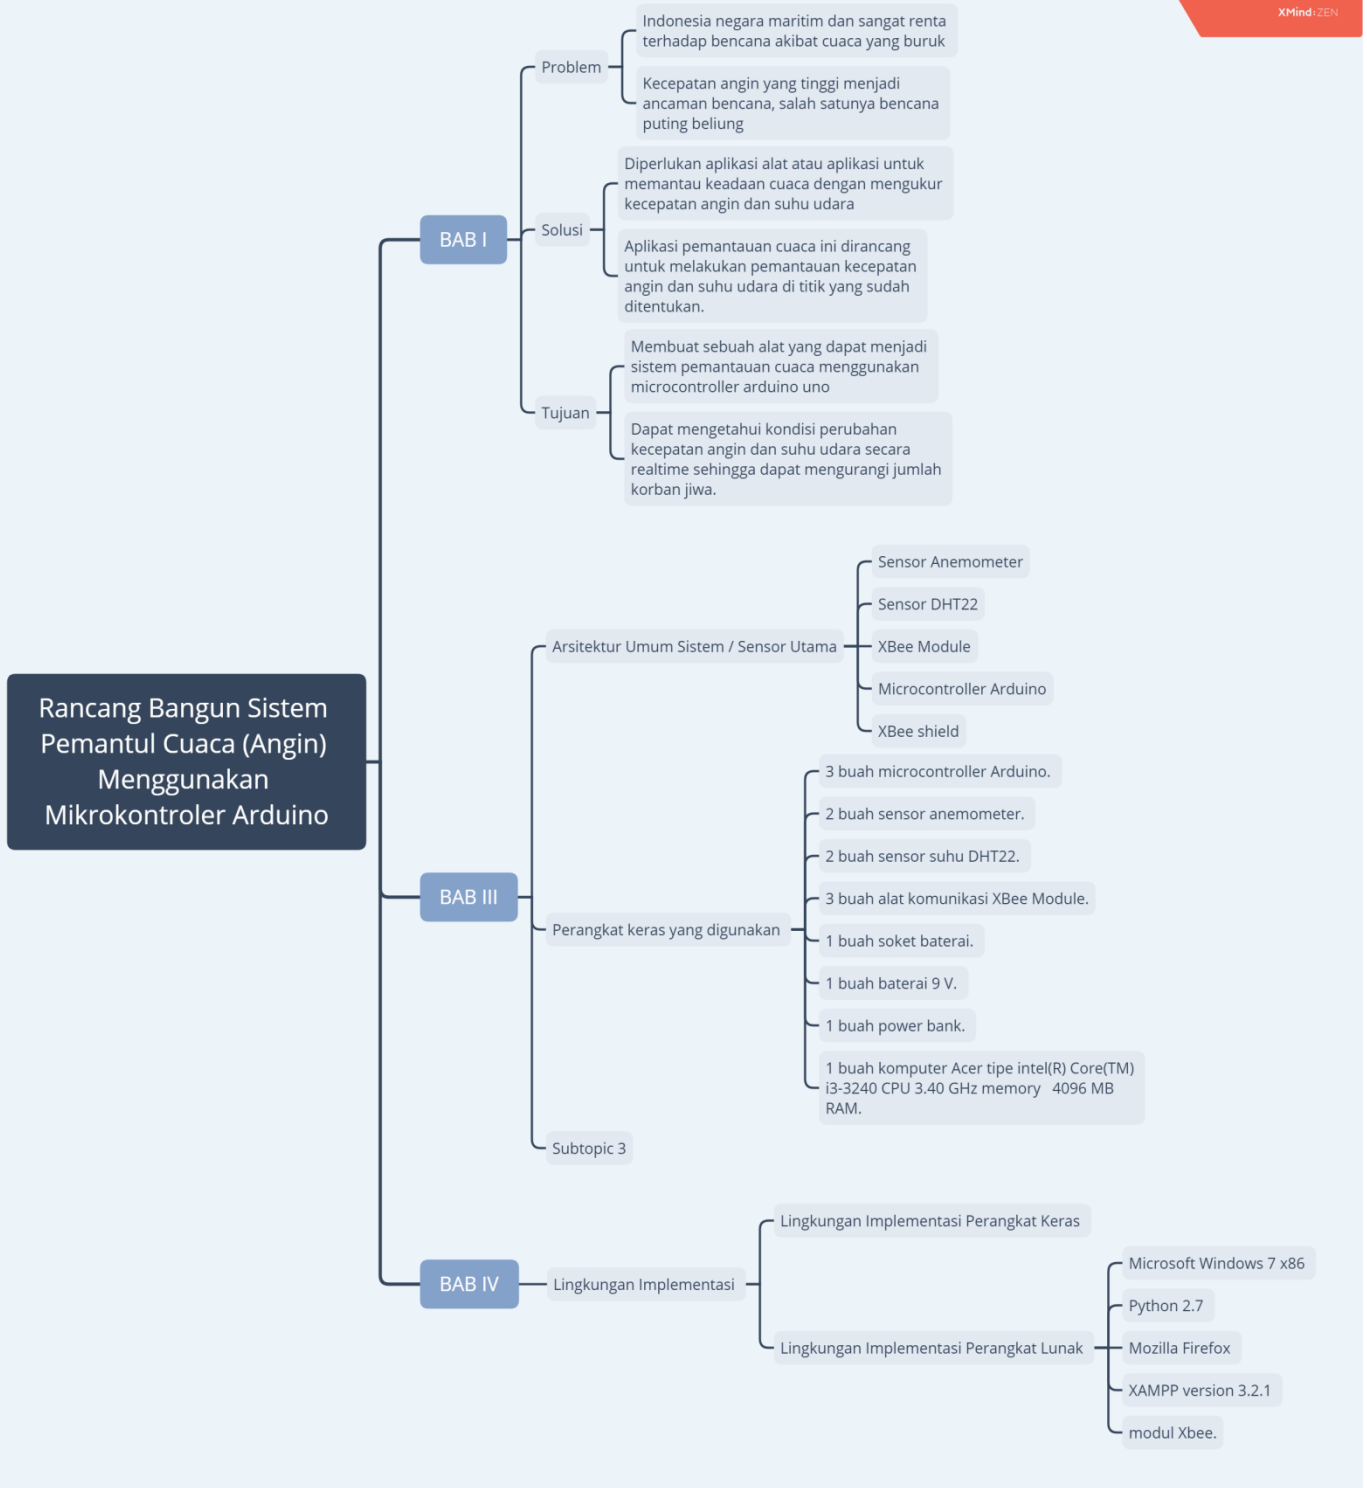 XMind:ZEN
Indonesia negara maritim dan sangat renta
terhadap bencana akibat cuaca yang buruk
Problem
Kecepatan angin yang tinggi menjadi
ancaman bencana, salah satunya bencana
puting beliung
Diperlukan aplikasi alat atau aplikasi untuk
memantau keadaan cuaca dengan mengukur
kecepatan angin dan suhu udara
BAB I
Solusi
Aplikasi pemantauan cuaca ini dirancang
untuk melakukan pemantauan kecepatan
angin dan suhu udara di titik yang sudah
ditentukan.
Membuat sebuah alat yang dapat menjadi
sistem pemantauan cuaca menggunakan
microcontroller arduino uno
Tujuan
Dapat mengetahui kondisi perubahan
kecepatan angin dan suhu udara secara
realtime sehingga dapat mengurangi jumlah
korban jiwa.
Sensor Anemometer
Sensor DHT22
Arsitektur Umum Sistem / Sensor Utama
XBee Module
Microcontroller Arduino
XBee shield
Rancang Bangun Sistem
Pemantul Cuaca (Angin)
Menggunakan
Mikrokontroler Arduino
3 buah microcontroller Arduino.
2 buah sensor anemometer.
2 buah sensor suhu DHT22.
BAB III
3 buah alat komunikasi XBee Module.
Perangkat keras yang digunakan
1 buah soket baterai.
1 buah baterai 9 V.
1 buah power bank.
1 buah komputer Acer tipe intel(R) Core(TM)
i3-3240 CPU 3.40 GHz memory   4096 MB
RAM.
Subtopic 3
Lingkungan Implementasi Perangkat Keras
BAB IV
Lingkungan Implementasi
Microsoft Windows 7 x86
Python 2.7
Lingkungan Implementasi Perangkat Lunak
Mozilla Firefox
XAMPP version 3.2.1
modul Xbee.